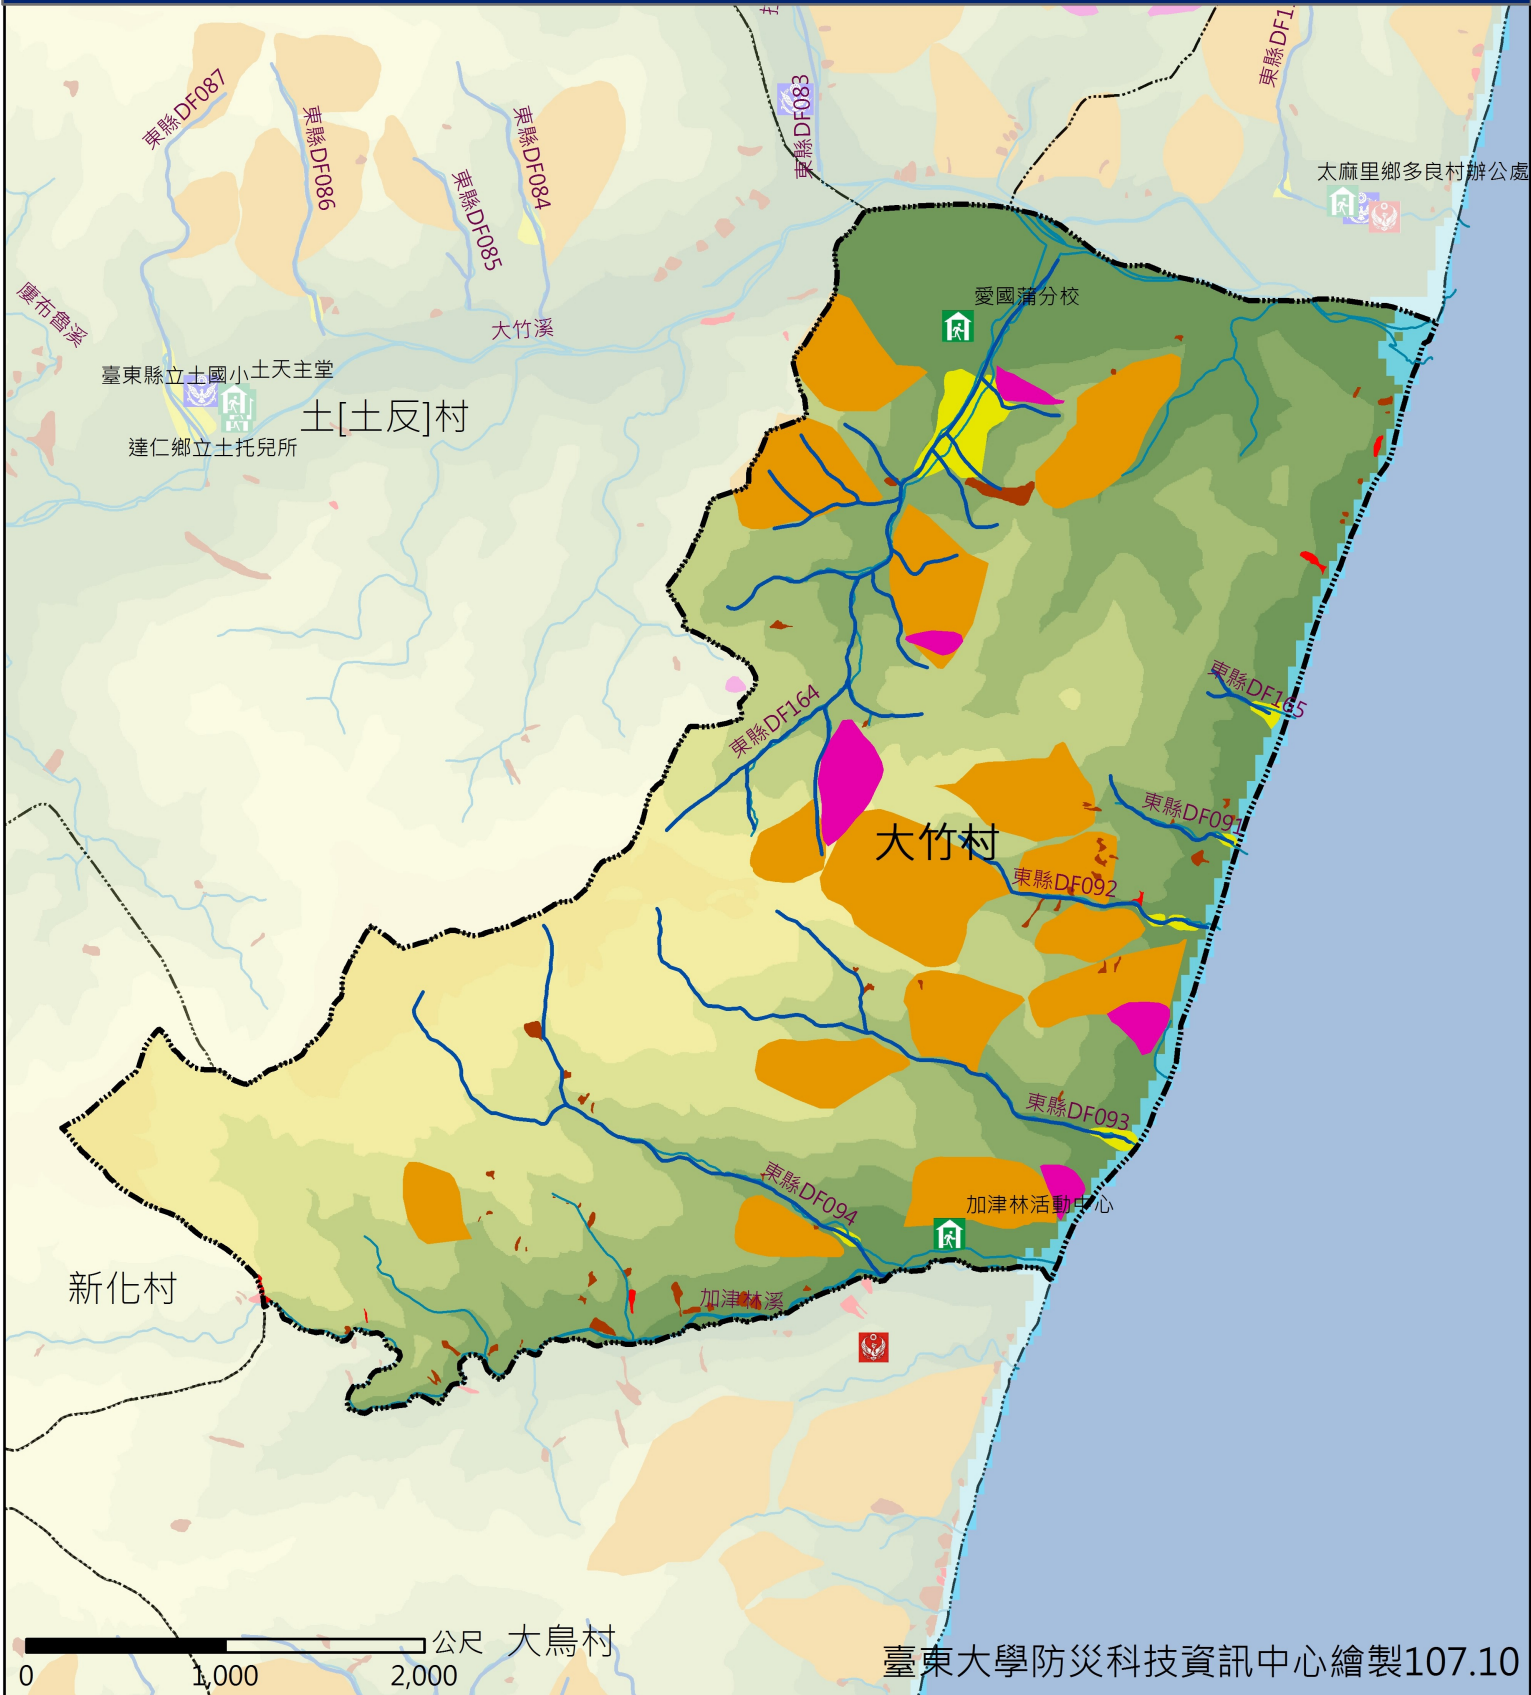 東縣DF083
東縣DF1
東縣DF087
東縣DF086
東縣DF084
東縣DF085
太麻里鄉多良村辦公處
愛國蒲分校
大竹溪
臺東縣立土國小
土天主堂
土[土反]村
達仁鄉立土托兒所
東縣DF165
東縣DF164
東縣DF091
大竹村
東縣DF092
東縣DF093
東縣DF094
加津林活動中心
新化村
加津林溪
公尺
大鳥村
0
1,000
2,000
臺東大學防災科技資訊中心繪製107.10